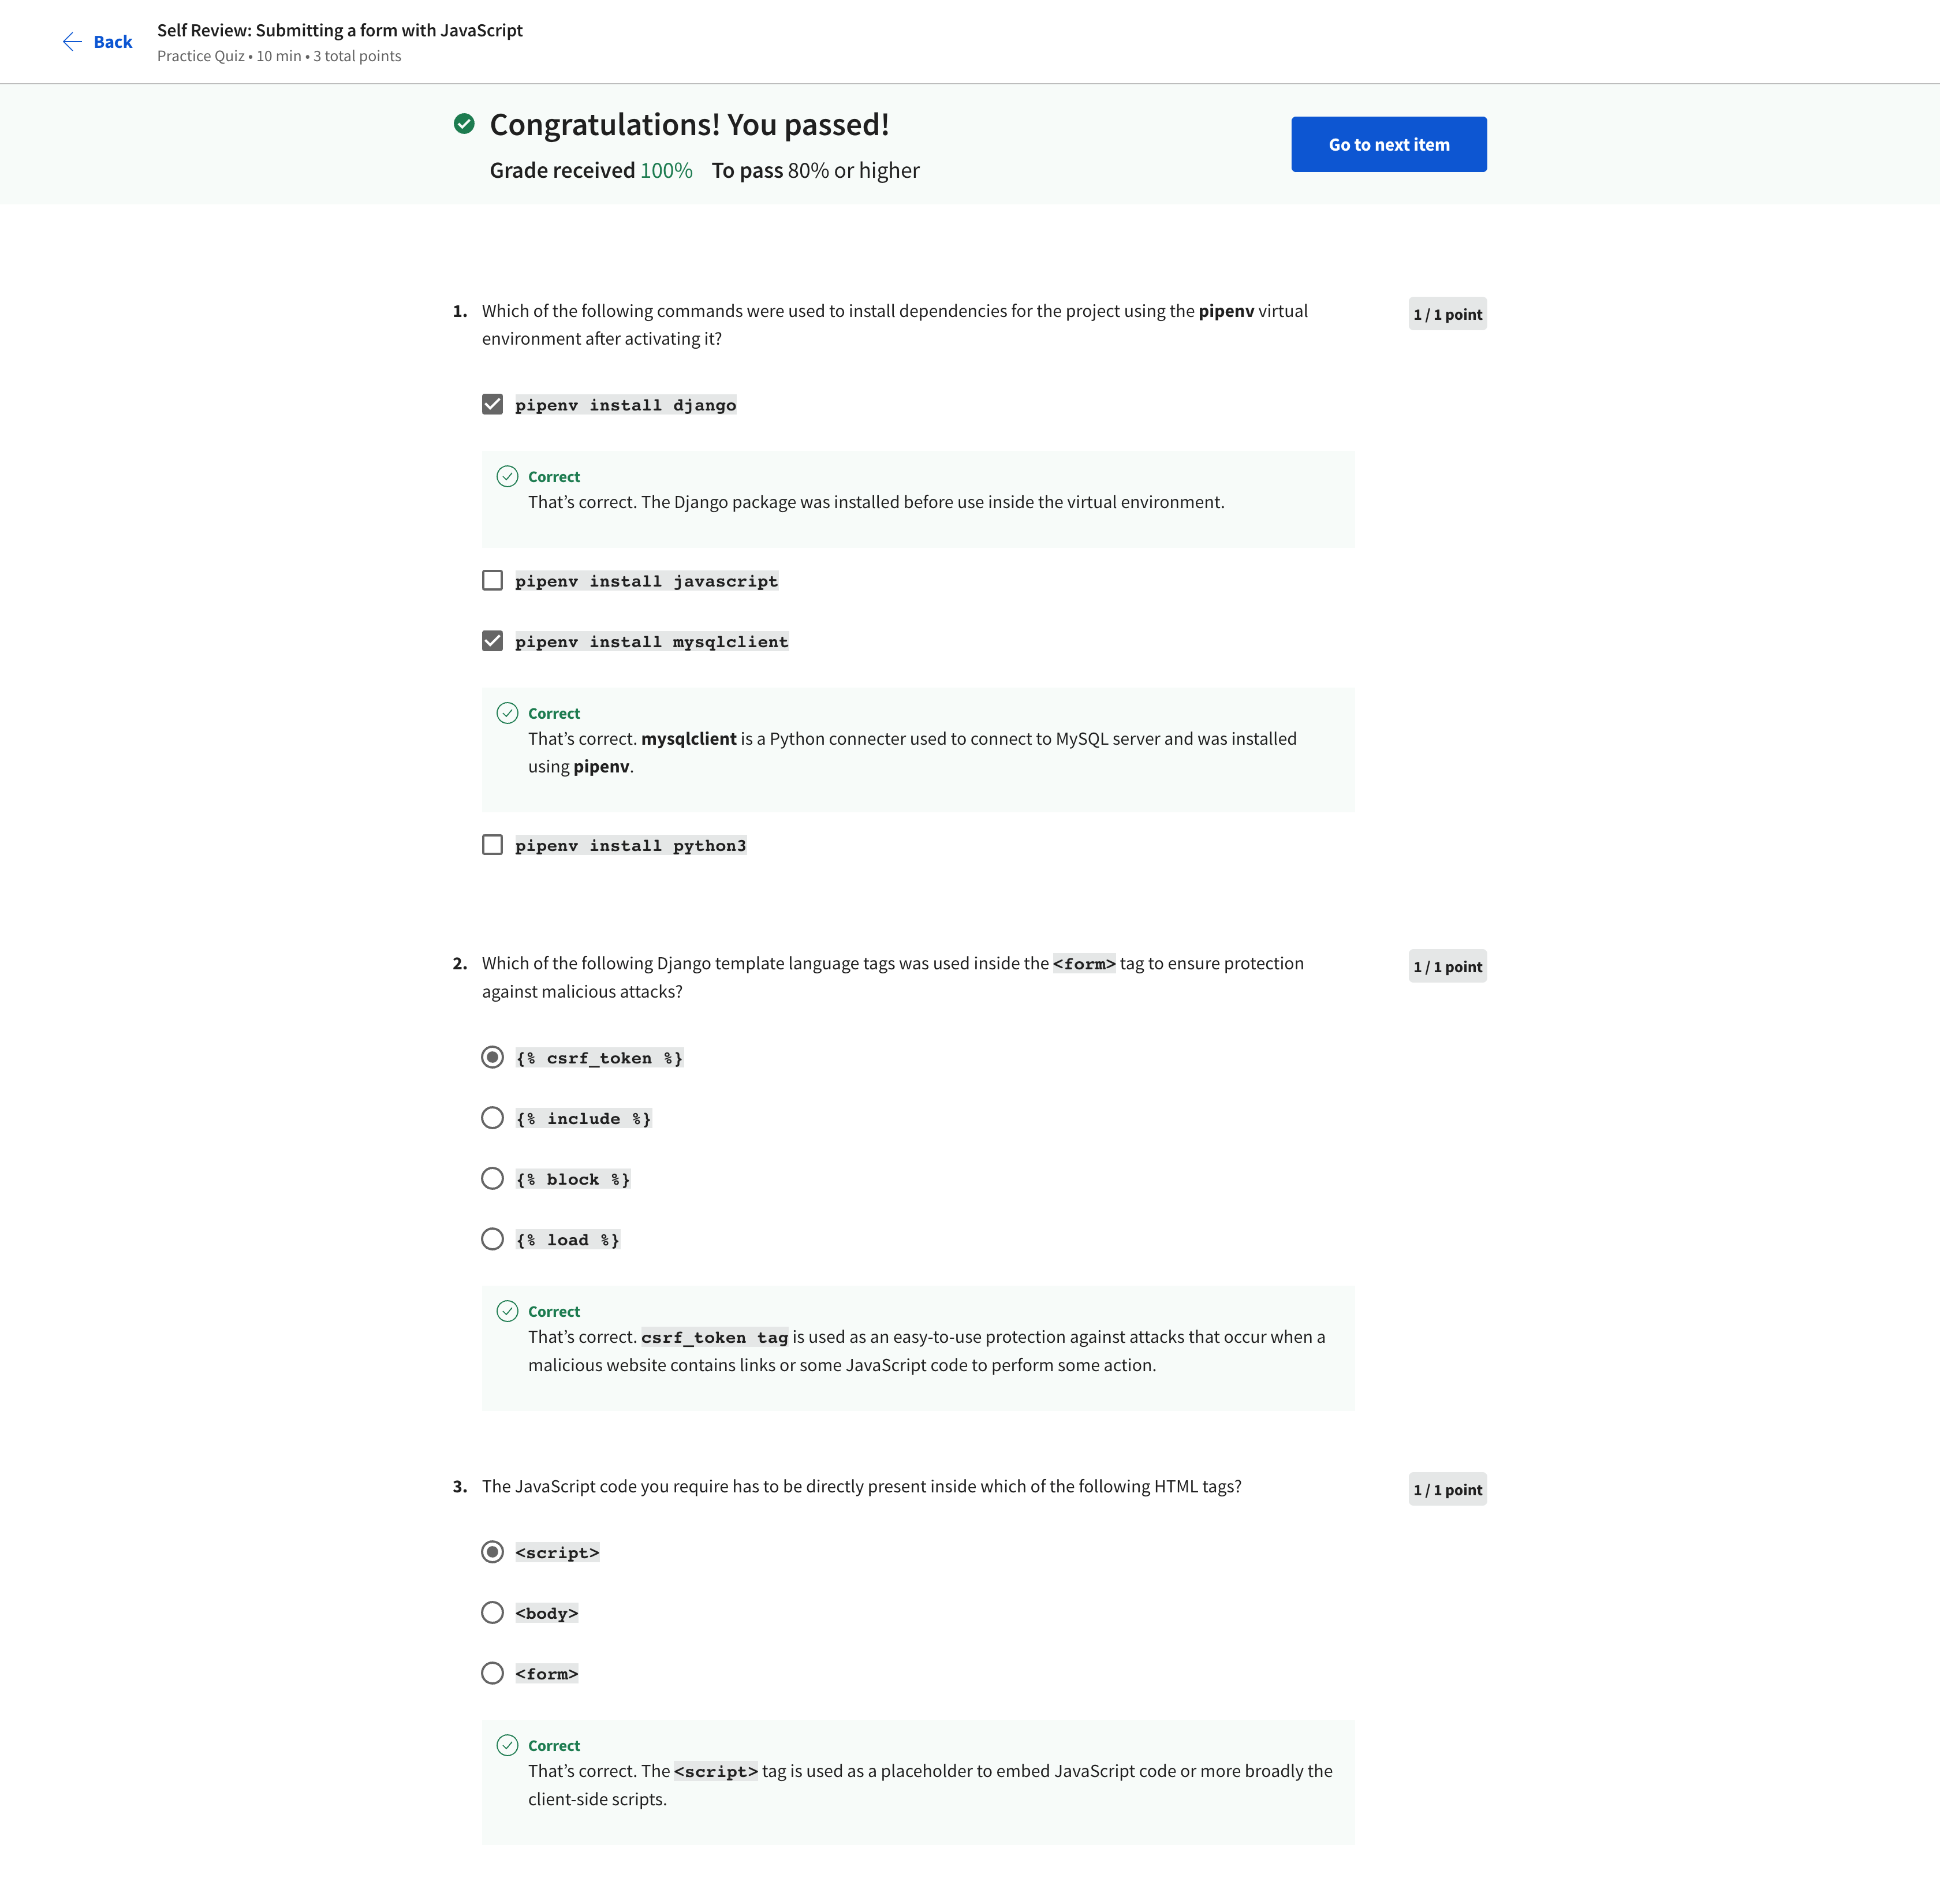 Back
Self Review: Submitting a form with JavaScript
Practice Quiz • 10 min • 3 total points
Congratulations! You passed!
Grade received 100% To pass 80% or higher
Go to next item
1. Which of the following commands were used to install dependencies for the project using the pipenv virtual
environment after activating it?
1 / 1 point
pipenv install django
Correct
That’s correct. The Django package was installed before use inside the virtual environment.
pipenv install javascript
pipenv install mysqlclient
Correct
That’s correct. mysqlclient is a Python connecter used to connect to MySQL server and was installed
using pipenv.
pipenv install python3
2. Which of the following Django template language tags was used inside the <form> tag to ensure protection
against malicious attacks?
1 / 1 point
{% csrf_token %}
{% include %}
{% block %}
{% load %}
Correct
That’s correct. csrf_token tag is used as an easy-to-use protection against attacks that occur when a
malicious website contains links or some JavaScript code to perform some action.
3. The JavaScript code you require has to be directly present inside which of the following HTML tags?
1 / 1 point
<script>
<body>
<form>
Correct
That’s correct. The <script> tag is used as a placeholder to embed JavaScript code or more broadly the
client-side scripts.